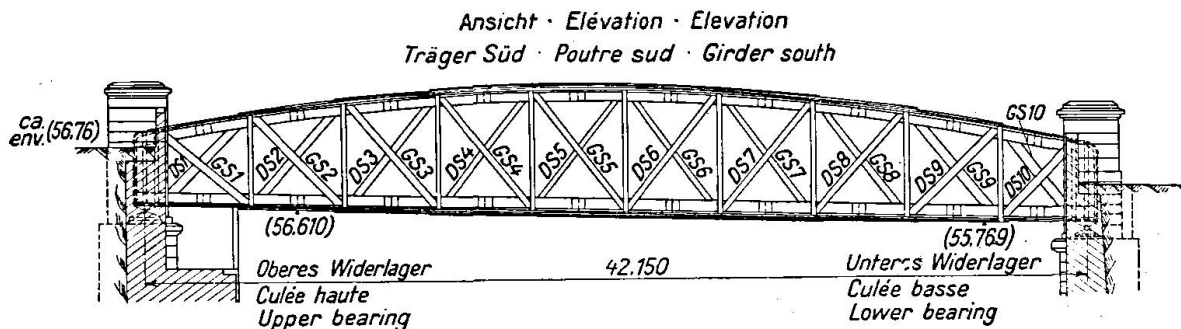 Ansicht · Elévation · Elevation
Träger Süd · Poutre sud · Girder south
ca.
env. (56.76)
GS10
DS1 GS1 DS2 GS2 DS3 GS3 DS4 GS4 DS5 GS5 DS6 GS6 DS7 GS7 DS8 GS8 DS9 GS9 DS10
(56.610)
(55.769)
Oberes Widerlager
42.150
Unteres Widerlager
Culée haute
Culée basse
Upper bearing
Lower bearing